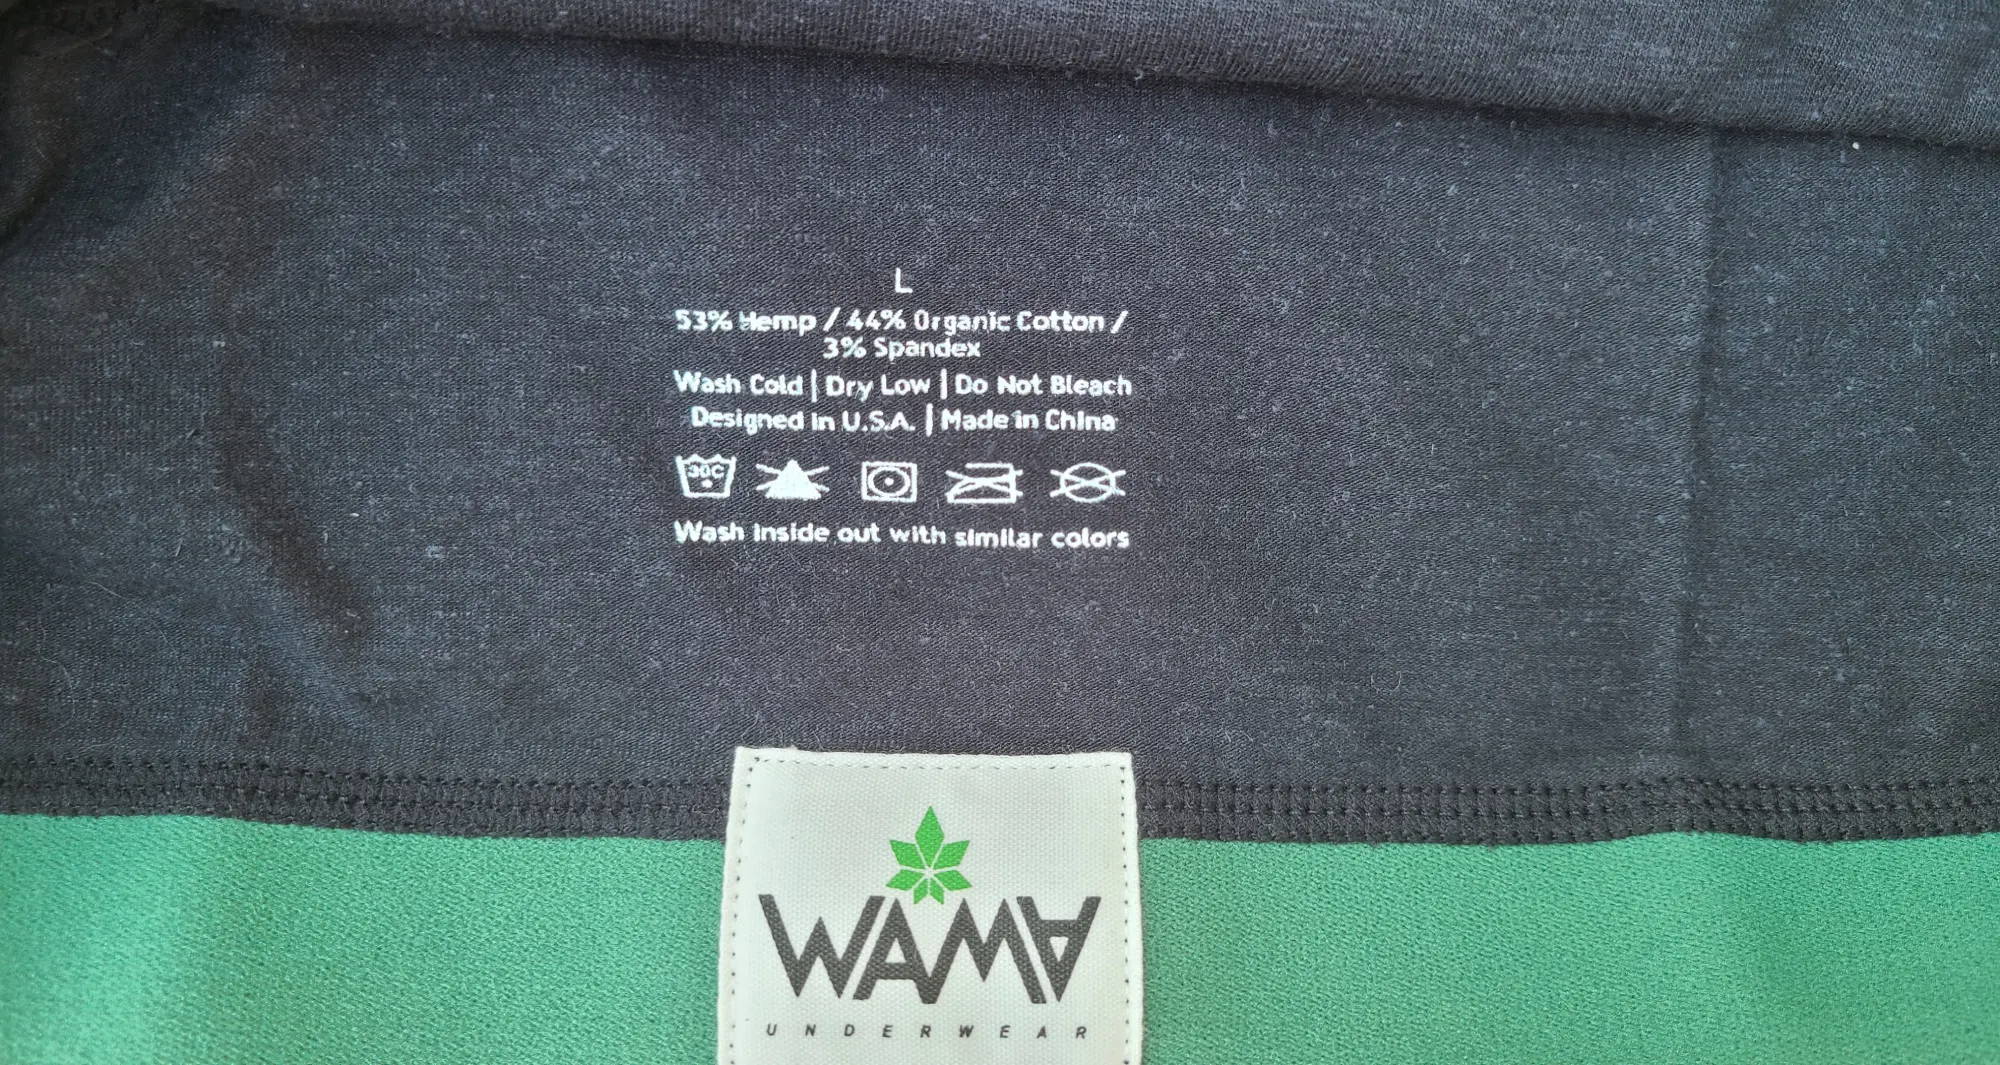 L
53% Hemp / 44% Organic Cotton /
3% Spandex
Wash Cold | Dry Low | Do Not Bleach
Designed in U.S.A. | Made in China
30C
Wash inside out with similar colors
WAMA
UNDERWEAR